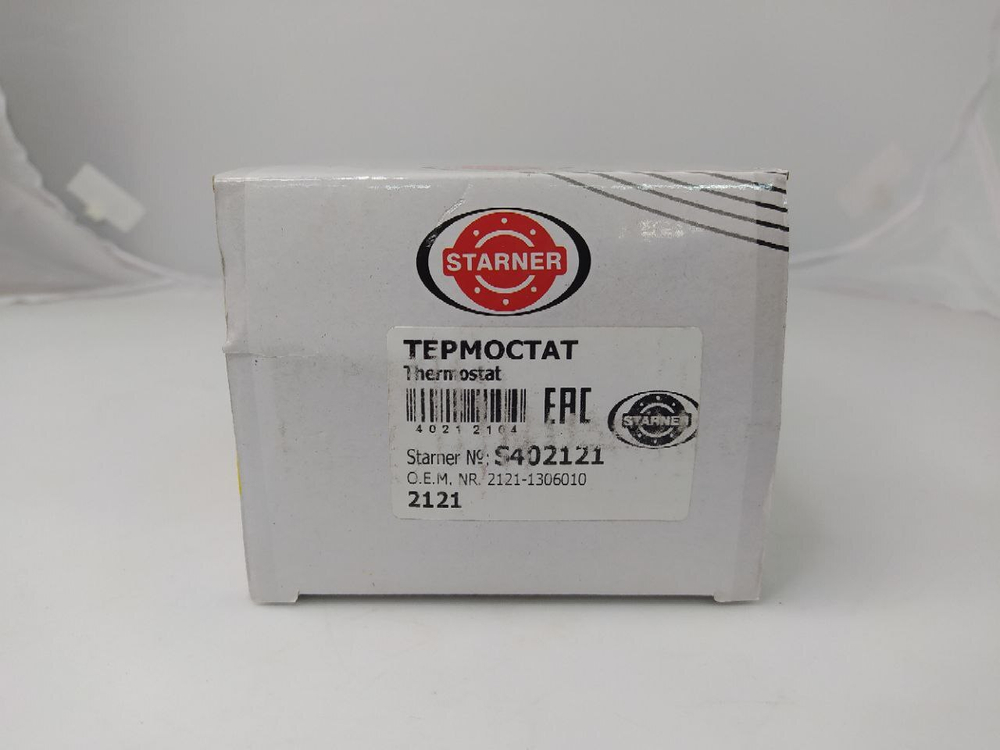 STARNER
ТЕРМОСТАТ
Thermostat
EAC
4021 2104
STARNER
Starner №: S402121
O.E.M. NR. 2121-1306010
2121